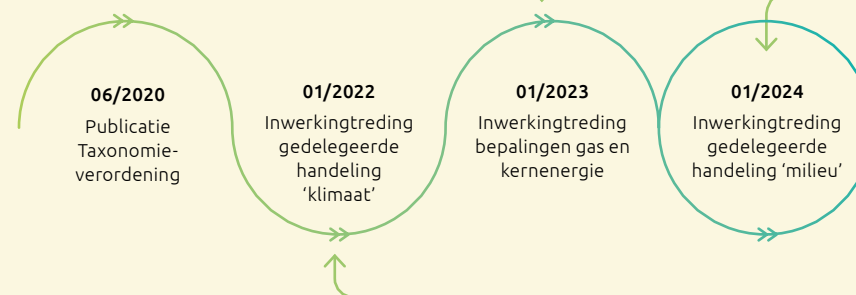 06/2020
Publicatie
Taxonomie-
verordening
01/2022
Inwerkingtreding
gedelegeerde
handeling
‘klimaat’
01/2023
Inwerkingtreding
bepalingen gas en
kernenergie
01/2024
Inwerkingtreding
gedelegeerde
handeling ‘milieu’